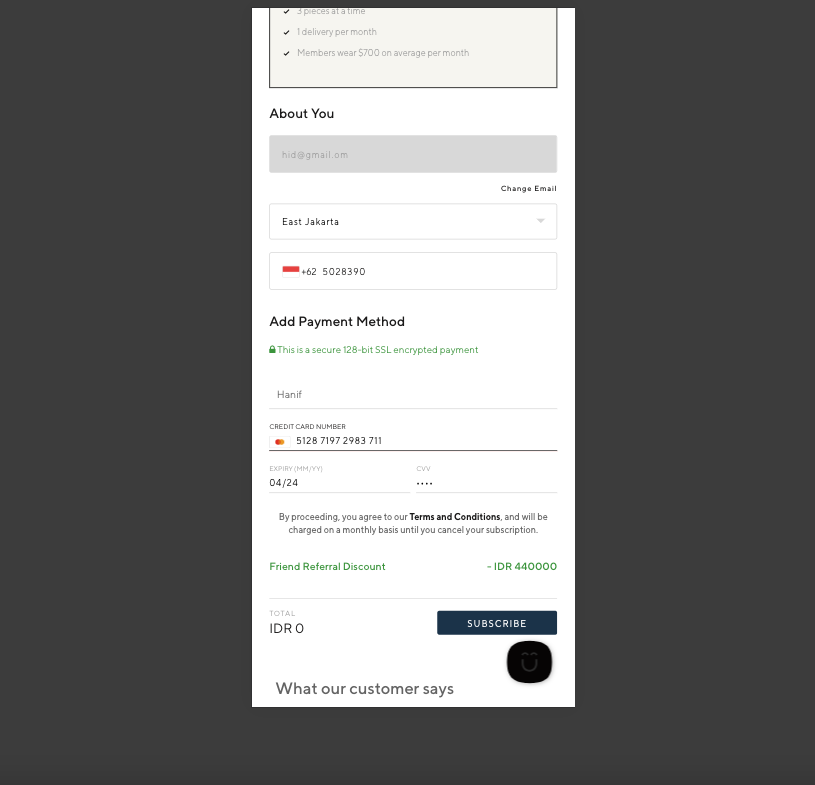 3 pieces at a time
1 delivery per month
Members wear $700 on average per month
About You
hid@gmail.om
Change Email
East Jakarta
+62 5028390
Add Payment Method
This is a secure 128-bit SSL encrypted payment
Hanif
CREDIT CARD NUMBER
5128 7197 2983 711
EXPIRY (MM/YY) CVV
04/24 ••••
By proceeding, you agree to our Terms and Conditions, and will be
charged on a monthly basis until you cancel your subscription.
Friend Referral Discount - IDR 440000
TOTAL
IDR 0 SUBSCRIBE
What our customer says